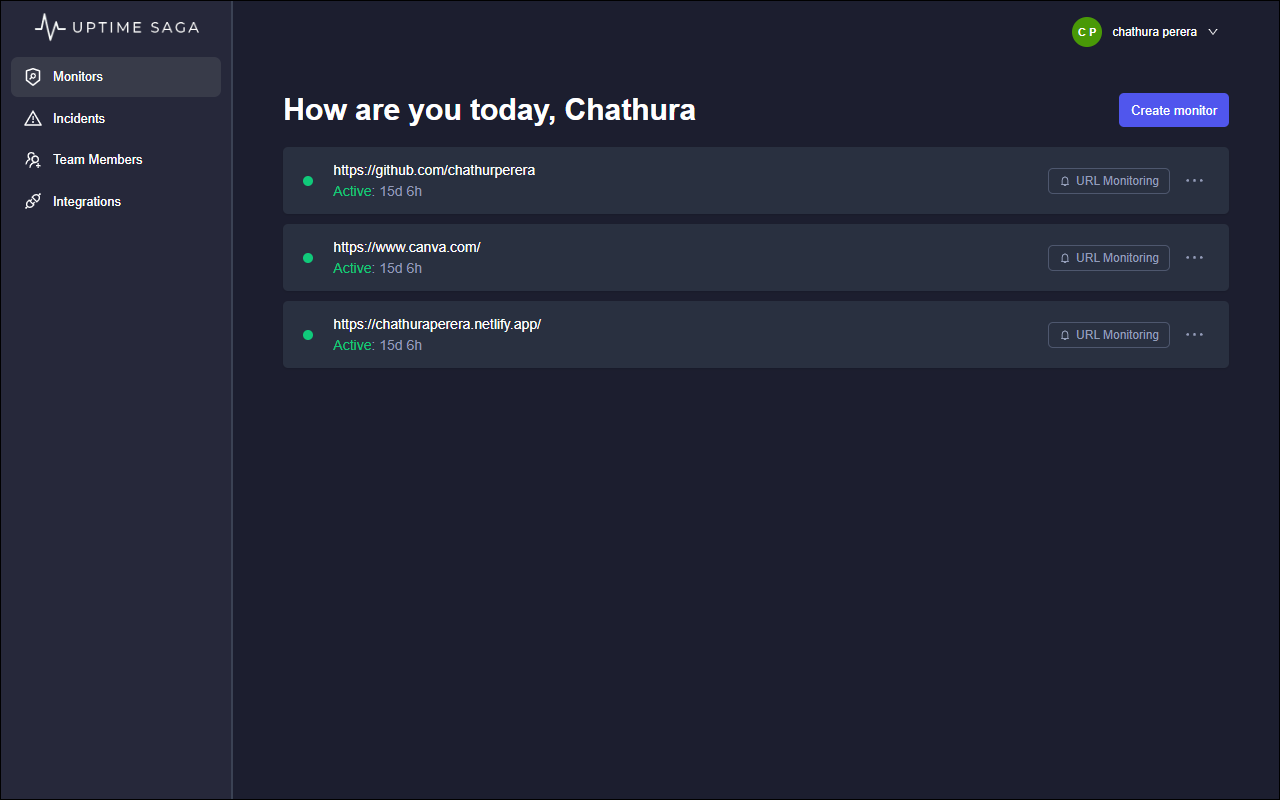 UPTIME SAGA
Monitors
Incidents
Team Members
Integrations
C P chathura perera
How are you today, Chathura
Create monitor
https://github.com/chathurperera
Active: 15d 6h
URL Monitoring
https://www.canva.com/
Active: 15d 6h
URL Monitoring
https://chathuraperera.netlify.app/
Active: 15d 6h
URL Monitoring